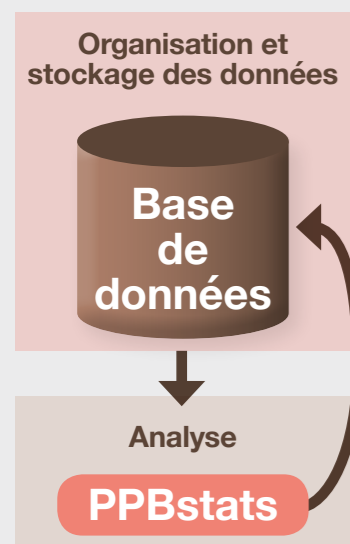 Organisation et
stockage des données
Base
de
données
Analyse
PPBstats